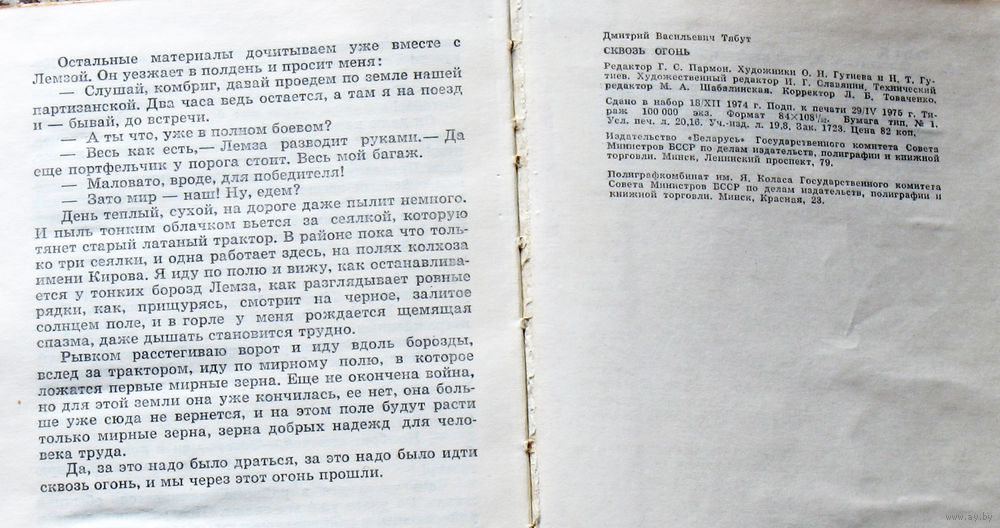 Остальные материалы дочитываем уже вместе с
Лемзой. Он уезжает в полдень и просит меня:
— Слушай, комбриг, давай проедем по земле нашей
партизанской. Два часа ведь остается, а там я на поезд
и — бывай, до встречи.
— А ты что, уже в полном боевом?
— Весь как есть,— Лемза разводит руками.— Да
еще портфельчик у порога стоит. Весь мой багаж.
— Маловато, вроде, для победителя!
— Зато мир — наш! Ну, едем?
День теплый, сухой, на дороге даже пылит немного.
И пыль тонким облачком вьется за сеялкой, которую
тянет старый латаный трактор. В районе пока что толь-
ко три сеялки, и одна работает здесь, на полях колхоза
имени Кирова. Я иду по полю и вижу, как останавлива-
ется у тонких борозд Лемза, как разглядывает ровные
рядки, как, прищурясь, смотрит на черное, залитое
солнцем поле, и в горле у меня рождается щемящая
спазма, даже дышать становится трудно.
Рывком расстегиваю ворот и иду вдоль борозды,
вслед за трактором, иду по мирному полю, в которое
ложатся первые мирные зерна. Еще не окончена война,
но для этой земли она уже кончилась, ее нет, она боль-
ше уже сюда не вернется, и на этом поле будут расти
только мирные зерна, зерна добрых надежд для чело-
века труда.
Да, за это надо было драться, за это надо было идти
сквозь огонь, и мы через этот огонь прошли.
Дмитрий Васильевич Тябут
СКВОЗЬ ОГОНЬ
Редактор Г. С. Пармон. Художники О. Н. Гутиева и Н. Т. Гу-
тиев. Художественный редактор И. Г. Славянин, Технический
редактор М. А. Шабалинская. Корректор Л. Б. Товаченко.
Сдано в набор 18/XII 1974 г. Подп. к печати 29/IV 1975 г. Ти-
раж 100 000 экз. Формат 84×108¹/₃₂. Бумага тип. № 1.
Усл. печ. л. 20,16. Уч.-изд. л. 19,8. Зак. 1723. Цена 82 коп.
Издательство «Беларусь» Государственного комитета Совета
Министров БССР по делам издательств, полиграфии и книжной
торговли. Минск, Ленинский проспект, 79.
Полиграфкомбинат им. Я. Коласа Государственного комитета
Совета Министров БССР по делам издательств, полиграфии и
книжной торговли. Минск, Красная, 23.
www.ay.by